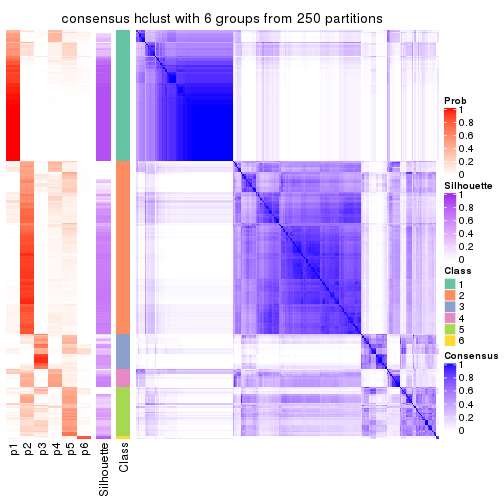 consensus hclust with 6 groups from 250 partitions
Prob
1
0.8
0.6
0.4
0.2
0
Silhouette
1
0.8
0.6
0.4
0.2
0
Class
1
2
3
4
5
6
Consensus
1
0.8
0.6
0.4
0.2
0
p1
p2
p3
p4
p5
p6
Silhouette
Class